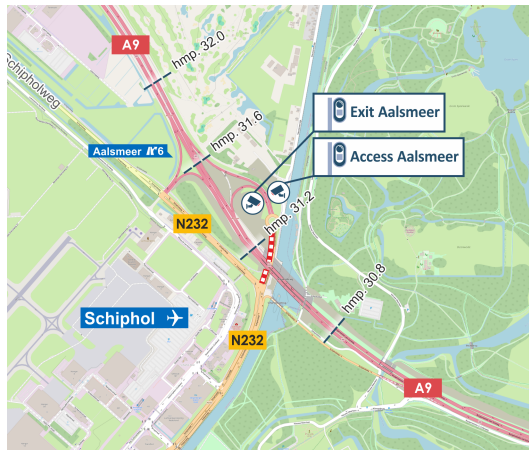 A9
hmp. 32.0
Schipholweg
hmp. 31.6
Exit Aalsmeer
Aalsmeer
6
Access Aalsmeer
hmp. 31.2
N232
hmp. 30.8
Schiphol
N232
A9